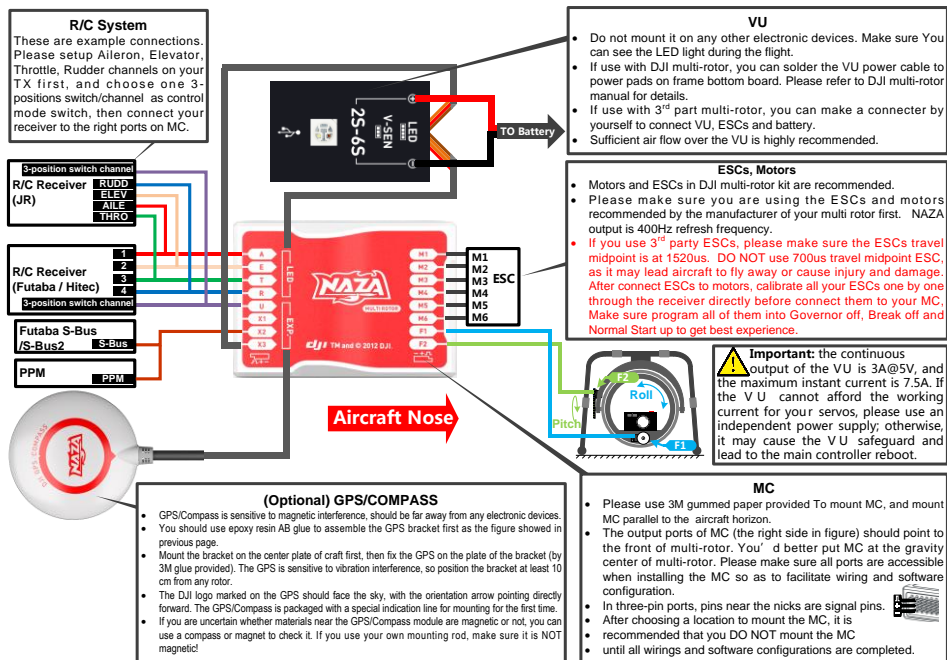 R/C System
These are example connections.
Please setup Aileron, Elevator,
Throttle, Rudder channels on your
TX first, and choose one 3-
positions switch/channel as control
mode switch, then connect your
receiver to the right ports on MC.
3-position switch channel
R/C Receiver
(JR)
RUDD
ELEV
AILE
THRO
R/C Receiver
(Futaba / Hitec)
1
2
3
4
3-position switch channel
Futaba S-Bus
/S-Bus2
S-Bus
PPM
PPM
LED
V-SEN
2S-6S
TO Battery
VU
• Do not mount it on any other electronic devices. Make sure You
can see the LED light during the flight.
• If use with DJI multi-rotor, you can solder the VU power cable to
power pads on frame bottom board. Please refer to DJI multi-rotor
manual for details.
• If use with 3rd part multi-rotor, you can make a connecter by
yourself to connect VU, ESCs and battery.
• Sufficient air flow over the VU is highly recommended.
ESCs, Motors
• Motors and ESCs in DJI multi-rotor kit are recommended.
• Please make sure you are using the ESCs and motors
recommended by the manufacturer of your multi rotor first. NAZA
output is 400Hz refresh frequency.
• If you use 3rd party ESCs, please make sure the ESCs travel
midpoint is at 1520us. DO NOT use 700us travel midpoint ESC,
as it may lead aircraft to fly away or cause injury and damage.
After connect ESCs to motors, calibrate all your ESCs one by one
through the receiver directly before connect them to your MC,
Make sure program all of them into Governor off, Break off and
Normal Start up to get best experience.
A
E
T
R
U
X1
X2
X3
LED
EXP.
NAZA
MULTI ROTOR
dji TM and © 2012 DJI.
M1
M2
M3
M4
M5
M6
F1
F2
M1
M2
M3
M4
M5
M6
ESC
Aircraft Nose
F2
Roll
Pitch
F1
Important: the continuous
output of the VU is 3A@5V, and
the maximum instant current is 7.5A. If
the VU cannot afford the working
current for your servos, please use an
independent power supply; otherwise,
it may cause the VU safeguard and
lead to the main controller reboot.
NAZA
DJI GPS/COMPASS
(Optional) GPS/COMPASS
• GPS/Compass is sensitive to magnetic interference, should be far away from any electronic devices.
• You should use epoxy resin AB glue to assemble the GPS bracket first as the figure showed in
previous page.
• Mount the bracket on the center plate of craft first, then fix the GPS on the plate of the bracket (by
3M glue provided). The GPS is sensitive to vibration interference, so position the bracket at least 10
cm from any rotor.
• The DJI logo marked on the GPS should face the sky, with the orientation arrow pointing directly
forward. The GPS/Compass is packaged with a special indication line for mounting for the first time.
• If you are uncertain whether materials near the GPS/Compass module are magnetic or not, you can
use a compass or magnet to check it. If you use your own mounting rod, make sure it is NOT
magnetic!
MC
• Please use 3M gummed paper provided To mount MC, and mount
MC parallel to the aircraft horizon.
• The output ports of MC (the right side in figure) should point to
the front of multi-rotor. You’d better put MC at the gravity
center of multi-rotor. Please make sure all ports are accessible
when installing the MC so as to facilitate wiring and software
configuration.
• In three-pin ports, pins near the nicks are signal pins.
• After choosing a location to mount the MC, it is
• recommended that you DO NOT mount the MC
• until all wirings and software configurations are completed.